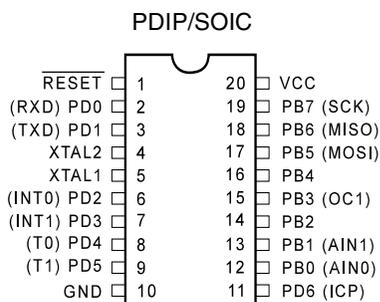 PDIP/SOIC
RESET 1 20 VCC
(RXD) PD0 2 19 PB7 (SCK)
(TXD) PD1 3 18 PB6 (MISO)
XTAL2 4 17 PB5 (MOSI)
XTAL1 5 16 PB4
(INT0) PD2 6 15 PB3 (OC1)
(INT1) PD3 7 14 PB2
(T0) PD4 8 13 PB1 (AIN1)
(T1) PD5 9 12 PB0 (AIN0)
GND 10 11 PD6 (ICP)